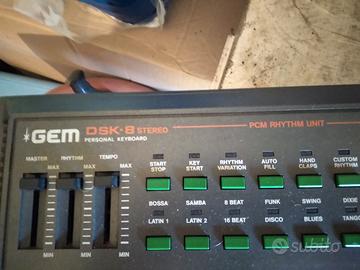 GEM DSK-8 STEREO
PERSONAL KEYBOARD
PCM RHYTHM UNIT
MASTER RHYTHM TEMPO
MAX MAX MAX
MIN MIN MIN
START STOP
KEY START
RHYTHM VARIATION
AUTO FILL
HAND CLAPS
CUSTOM RHYTHM
BOSSA SAMBA 8 BEAT FUNK SWING DIXIE
LATIN 1 LATIN 2 16 BEAT DISCO BLUES TANGO
subito